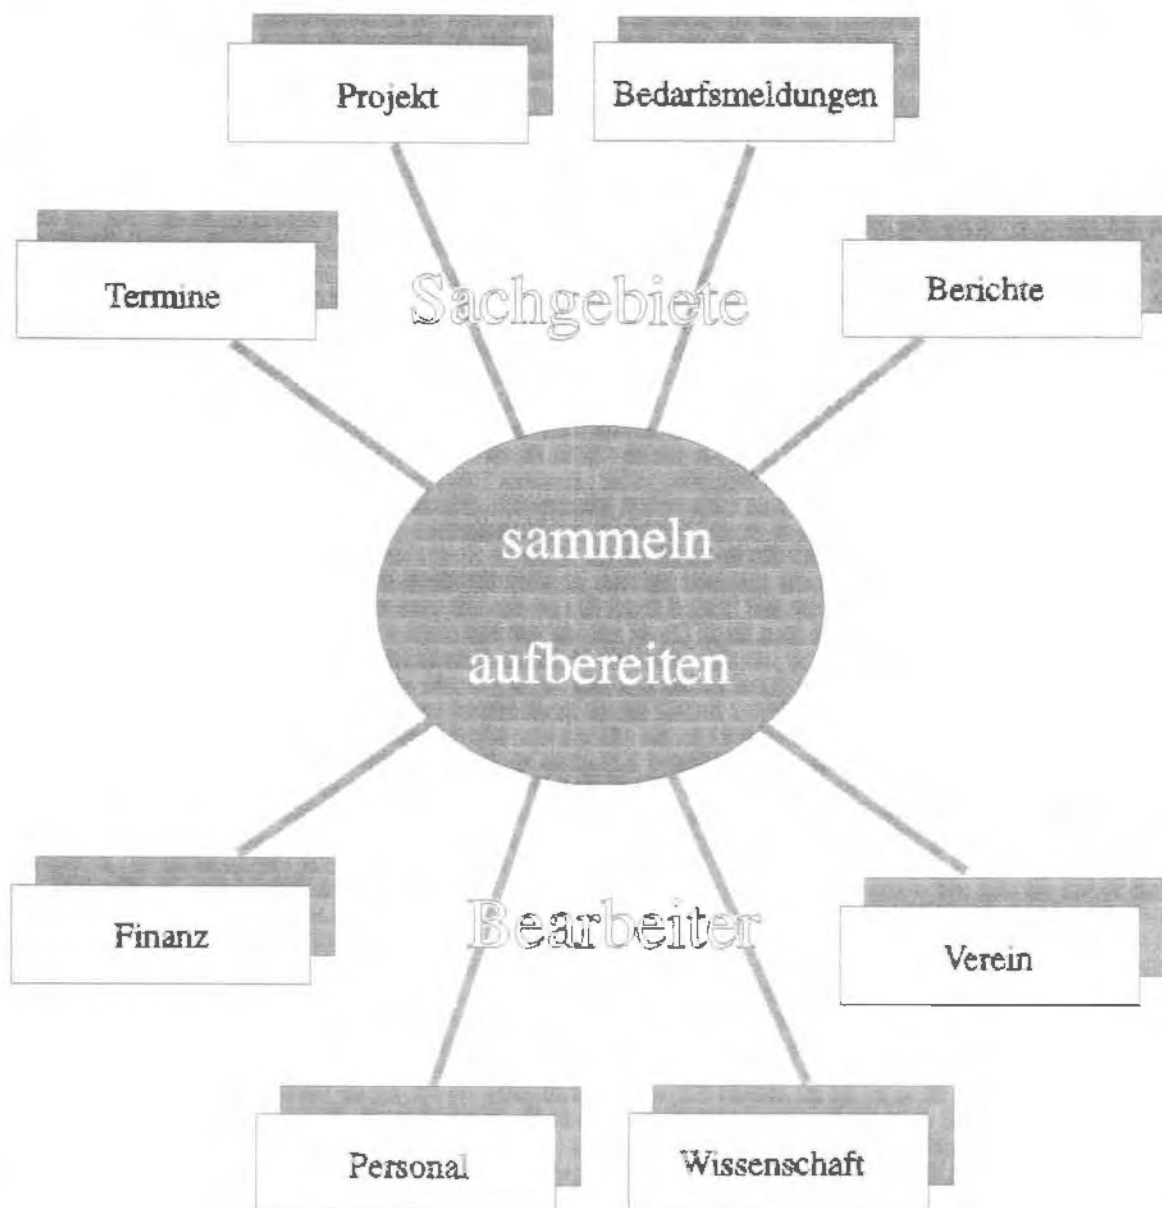 Projekt
Bedarfsmeldungen
Termine
Berichte
Sachgebiete
sammeln
aufbereiten
Finanz
Bearbeiter
Verein
Personal
Wissenschaft